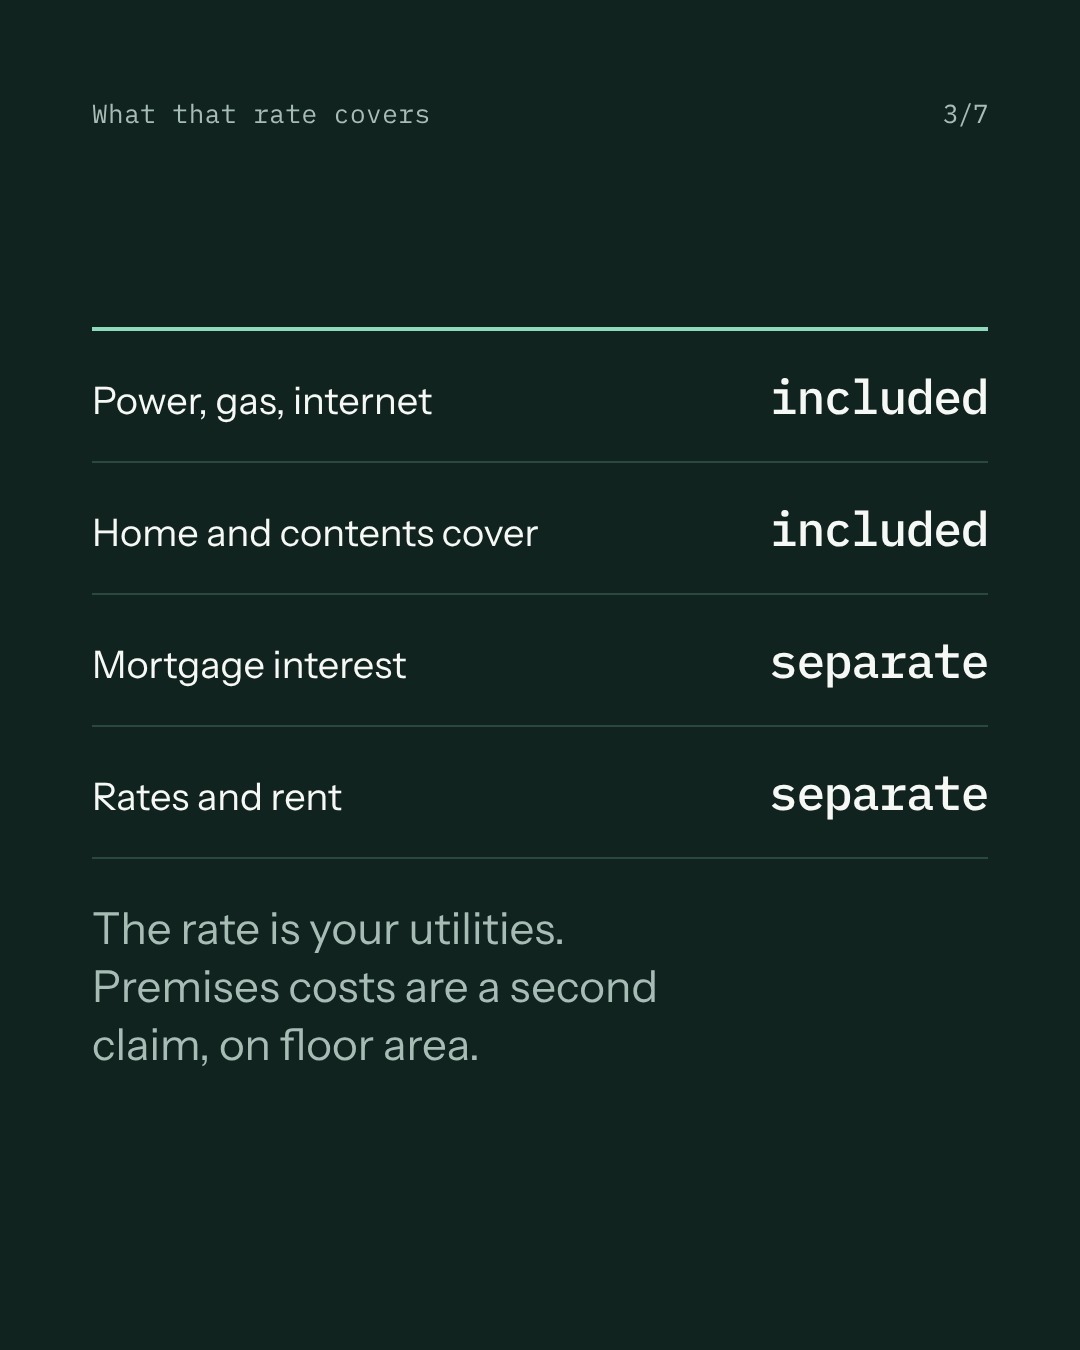 What that rate covers 3/7
Power, gas, internet included
Home and contents cover included
Mortgage interest separate
Rates and rent separate
The rate is your utilities.
Premises costs are a second
claim, on floor area.